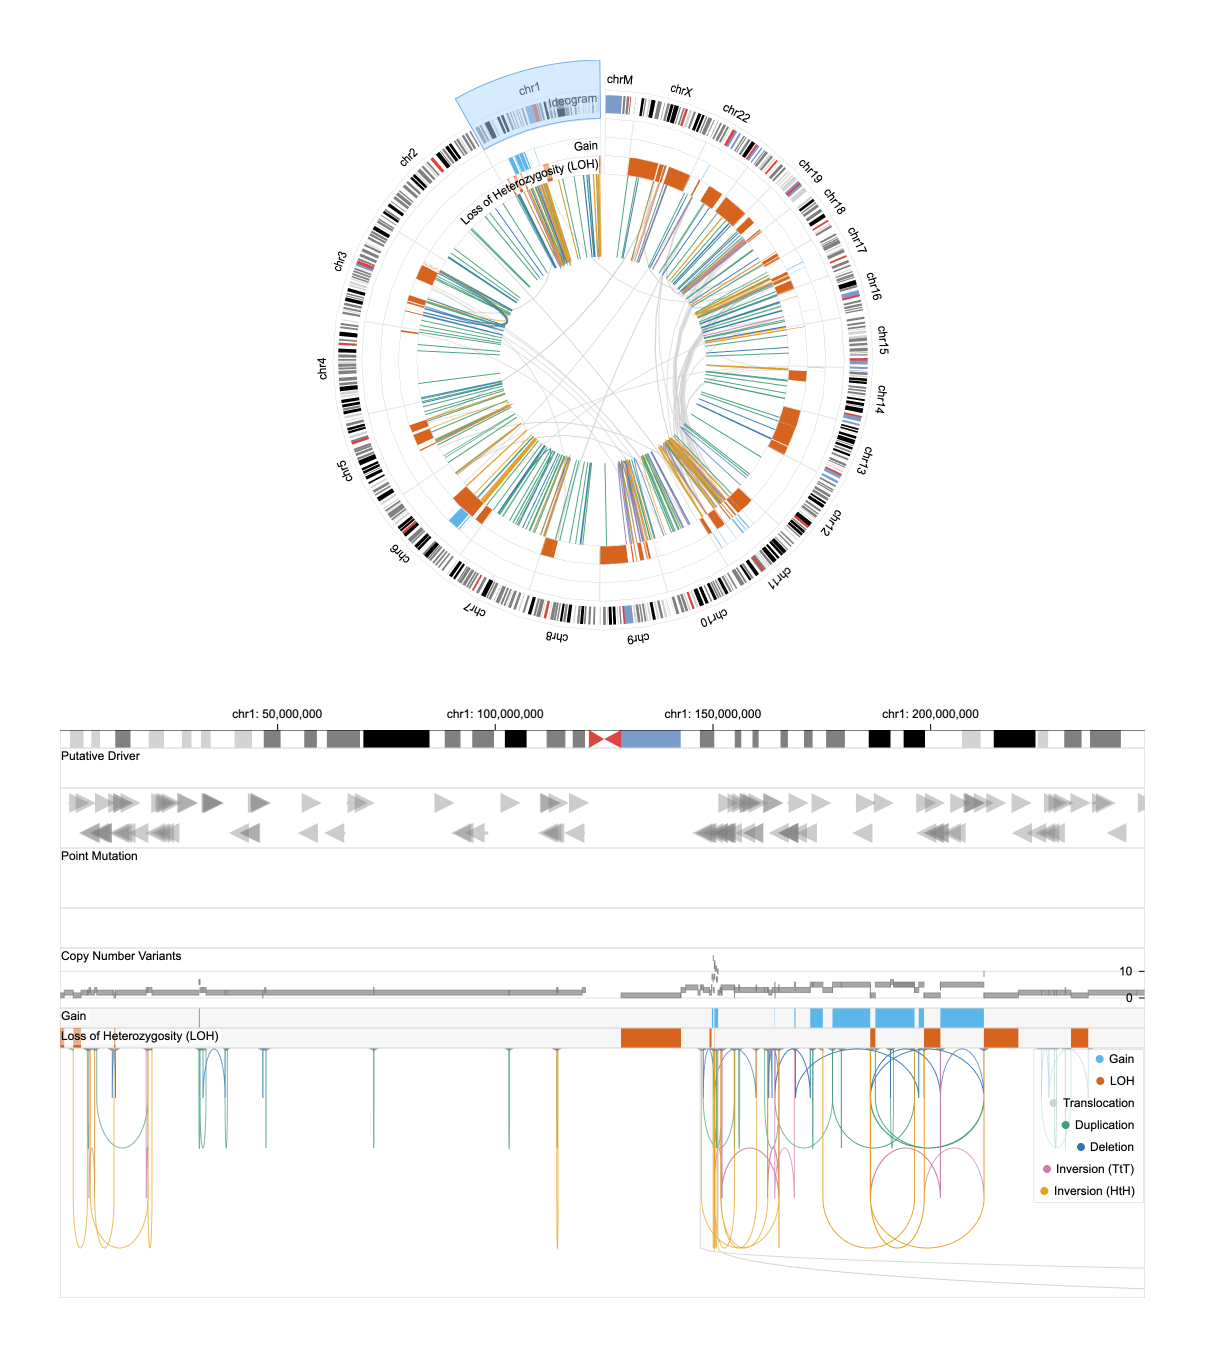 chr1
Ideogram
chrM
chrX
chr22
chr19
chr18
chr17
chr16
chr15
chr14
chr13
chr12
chr11
chr10
chr9
chr8
chr7
chr6
chr5
chr4
chr3
chr2
Gain
Loss of Heterozygosity (LOH)
chr1: 50,000,000
chr1: 100,000,000
chr1: 150,000,000
chr1: 200,000,000
Putative Driver
Point Mutation
Copy Number Variants
10
0
Gain
Loss of Heterozygosity (LOH)
Gain
LOH
Translocation
Duplication
Deletion
Inversion (TtT)
Inversion (HtH)